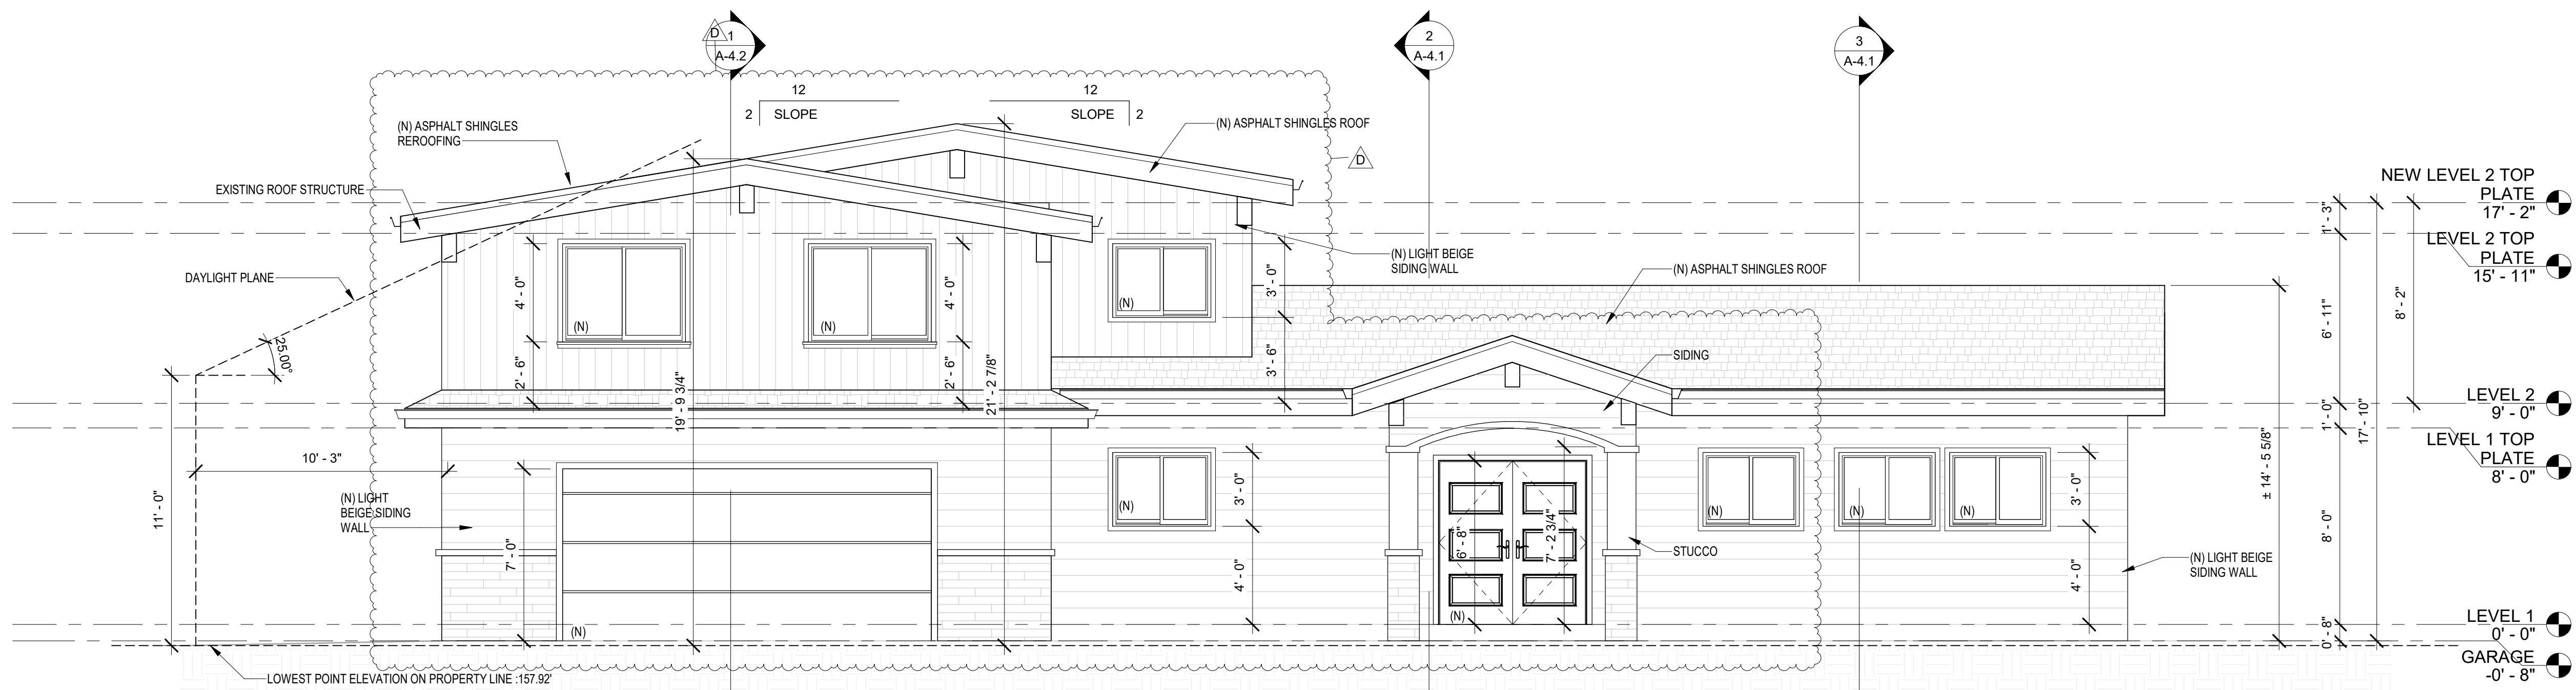 D
1
A-4.2
2
A-4.1
3
A-4.1
12
2
SLOPE
12
SLOPE
2
(N) ASPHALT SHINGLES
REROOFING
(N) ASPHALT SHINGLES ROOF
D
EXISTING ROOF STRUCTURE
NEW LEVEL 2 TOP
PLATE
17' - 2"
1' - 3"
LEVEL 2 TOP
PLATE
15' - 11"
DAYLIGHT PLANE
(N) LIGHT BEIGE
SIDING WALL
(N) ASPHALT SHINGLES ROOF
4' - 0"
(N)
(N)
4' - 0"
(N)
3' - 0"
6' - 11"
8' - 2"
25.00°
2' - 6"
19' - 9 3/4"
2' - 6"
21' - 2 7/8"
3' - 6"
SIDING
LEVEL 2
9' - 0"
1' - 0"
17' - 10"
± 14' - 5 5/8"
LEVEL 1 TOP
PLATE
8' - 0"
10' - 3"
11' - 0"
(N) LIGHT
BEIGE SIDING
WALL
7' - 0"
(N)
(N)
3' - 0"
4' - 0"
6' - 8"
7' - 2 3/4"
(N)
STUCCO
(N)
(N)
(N)
3' - 0"
4' - 0"
8' - 0"
(N) LIGHT BEIGE
SIDING WALL
LEVEL 1
0' - 0"
0' - 8"
GARAGE
-0' - 8"
LOWEST POINT ELEVATION ON PROPERTY LINE :157.92'